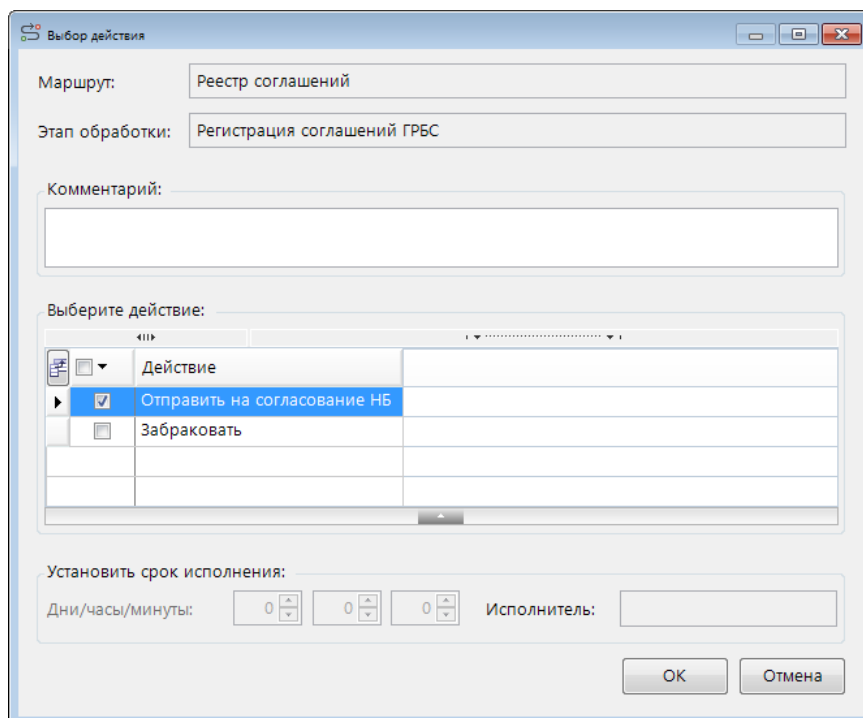 Выбор действия
Маршрут: Реестр соглашений
Этап обработки: Регистрация соглашений ГРБС
Комментарий:
Выберите действие:
Действие
Отправить на согласование НБ
Забраковать
Установить срок исполнения:
Дни/часы/минуты: 0 0 0 Исполнитель:
ОК Отмена